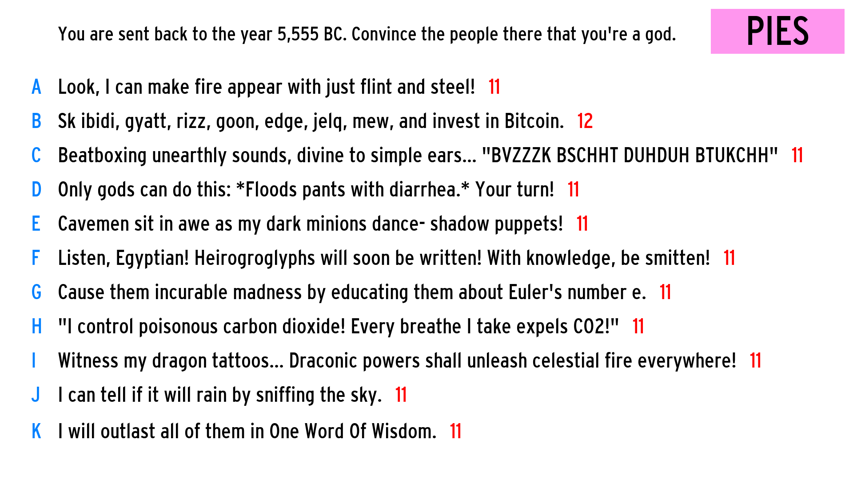 You are sent back to the year 5,555 BC. Convince the people there that you're a god.
PIES
A Look, I can make fire appear with just flint and steel! 11
B Sk ibidi, gyatt, rizz, goon, edge, jelq, mew, and invest in Bitcoin. 12
C Beatboxing unearthly sounds, divine to simple ears... "BVZZZK BSCHHT DUHDUH BTUKCHH" 11
D Only gods can do this: *Floods pants with diarrhea.* Your turn! 11
E Cavemen sit in awe as my dark minions dance- shadow puppets! 11
F Listen, Egyptian! Heirogroglyphs will soon be written! With knowledge, be smitten! 11
G Cause them incurable madness by educating them about Euler's number e. 11
H "I control poisonous carbon dioxide! Every breathe I take expels CO2!" 11
I Witness my dragon tattoos... Draconic powers shall unleash celestial fire everywhere! 11
J I can tell if it will rain by sniffing the sky. 11
K I will outlast all of them in One Word Of Wisdom. 11